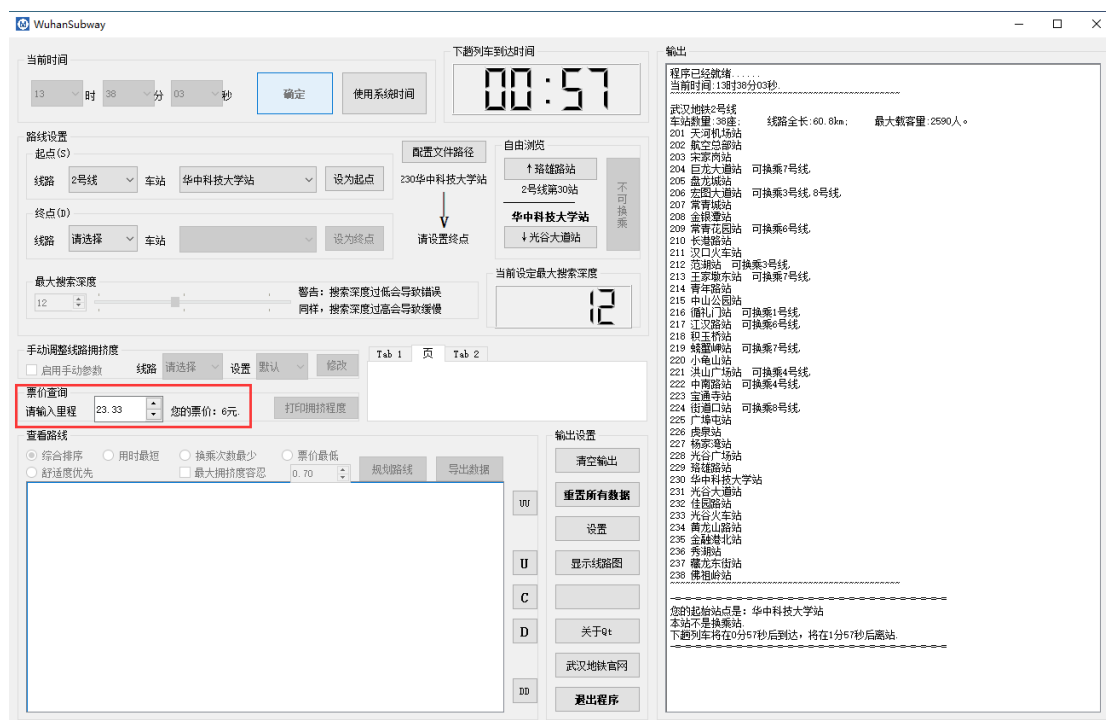 WuhanSubway
当前时间
13 时 38 分 03 秒 确定 使用系统时间
下趟列车到达时间
00:57
路线设置
起点(S)
线路 2号线 车站 华中科技大学站 设为起点
终点(D)
线路 请选择 车站 设为终点
配置文件路径
230华中科技大学站
V
请设置终点
自由浏览
↑珞雄路站
2号线第30站
华中科技大学站
↓光谷大道站
不可换乘
最大搜索深度
12
警告: 搜索深度过低会导致错误
同样, 搜索深度过高会导致缓慢
当前设定最大搜索深度
12
手动调整线路拥挤度
启用手动参数 线路 请选择 设置 默认 修改
票价查询
请输入里程 23.33 您的票价: 6元. 打印拥挤程度
Tab 1 页 Tab 2
查看路线
综合排序 用时最短 换乘次数最少 票价最低
舒适度优先 最大拥挤度容忍 0.70 规划路线 导出数据
UU
U
C
D
DD
输出设置
清空输出
重置所有数据
设置
显示线路图
关于Qt
武汉地铁官网
退出程序
输出
程序已经就绪......
当前时间:13时38分03秒.
~~~~~~~~~~~~~~~~~~~~~~~~~~~~~~~~~~~~~~
武汉地铁2号线
车站数量:38座; 线路全长:60.8km; 最大载客量:2590人。
201 天河机场站
202 航空总部站
203 宋家岗站
204 巨龙大道站 可换乘7号线.
205 盘龙城站
206 宏图大道站 可换乘3号线,8号线.
207 常青城站
208 金银潭站
209 常青花园站 可换乘6号线.
210 长港路站
211 汉口火车站
212 范湖站 可换乘3号线.
213 王家墩东站 可换乘7号线.
214 青年路站
215 中山公园站
216 循礼门站 可换乘1号线.
217 江汉路站 可换乘6号线.
218 积玉桥站
219 螃蟹岬站 可换乘7号线.
220 小龟山站
221 洪山广场站 可换乘4号线.
222 中南路站 可换乘4号线.
223 宝通寺站
224 街道口站 可换乘8号线.
225 广埠屯站
226 虎泉站
227 杨家湾站
228 光谷广场站
229 珞雄路站
230 华中科技大学站
231 光谷大道站
232 佳园路站
233 光谷火车站
234 黄龙山路站
235 金融港北站
236 秀湖站
237 藏龙东街站
238 佛祖岭站
~~~~~~~~~~~~~~~~~~~~~~~~~~~~~~~~~~~~~~
-=-=-=-=-=-=-=-=-=-=-=-=-=-=-=-=-=-=-=-=
您的起始站点是: 华中科技大学站
本站不是换乘站.
下趟列车将在0分57秒后到达, 将在1分57秒后离站.
-=-=-=-=-=-=-=-=-=-=-=-=-=-=-=-=-=-=-=-=